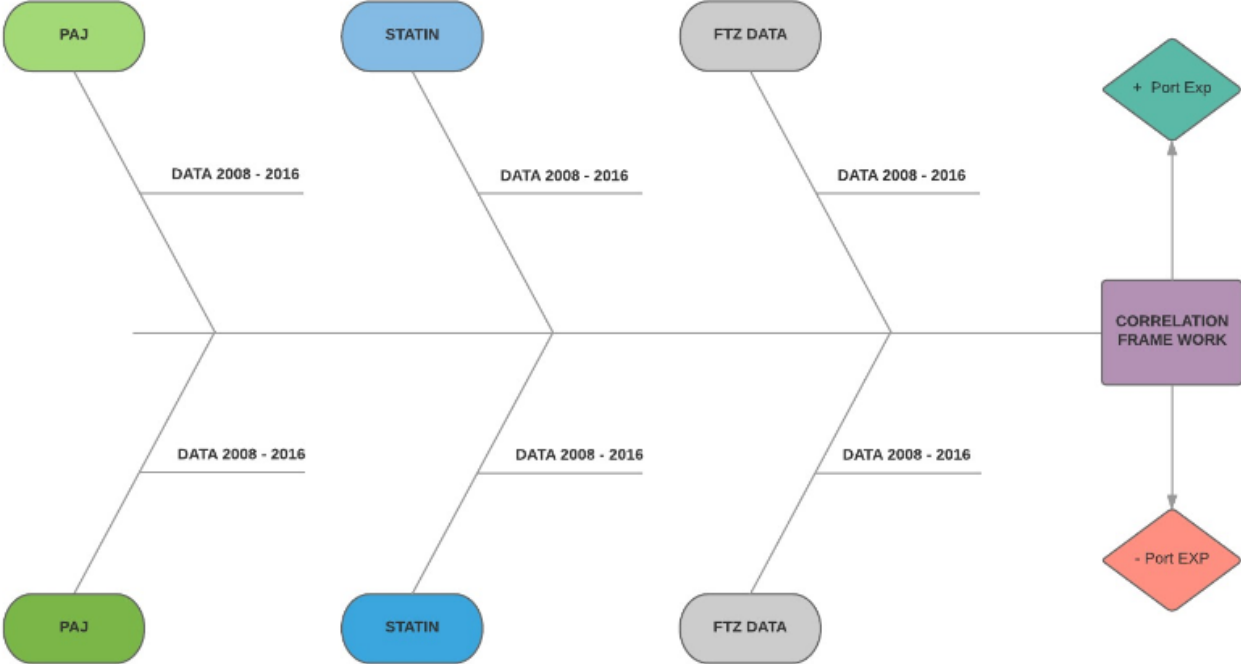 PAJ
STATIN
FTZ DATA
+ Port Exp
DATA 2008 - 2016
DATA 2008 - 2016
DATA 2008 - 2016
CORRELATION
FRAME WORK
DATA 2008 - 2016
DATA 2008 - 2016
DATA 2008 - 2016
- Port EXP
PAJ
STATIN
FTZ DATA